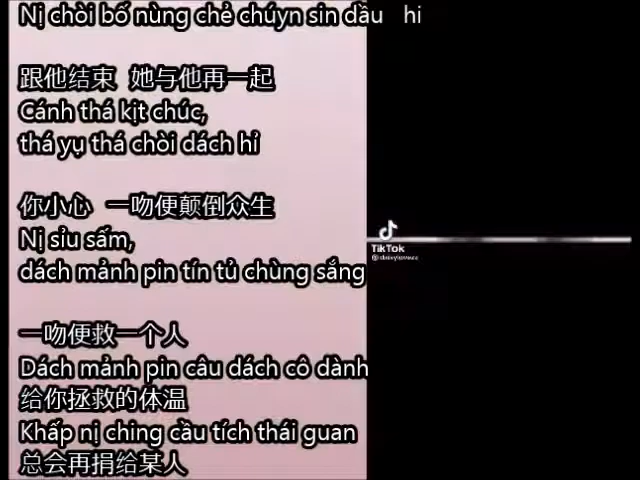 Nị chòi bố nùng chẻ chúyn sin dầu hi
跟他结束 她与他再一起
Cánh thá kịt chúc,
thá yụ thá chòi dách hỉ
你小心 一吻便颠倒众生
Nị sỉu sấm,
dách mảnh pin tín tủ chùng sắng
一吻便救一个人
Dách mảnh pin câu dách cô dành
给你拯救的体温
Khấp nị ching cầu tích thái guan
总会再捐给某人
TikTok